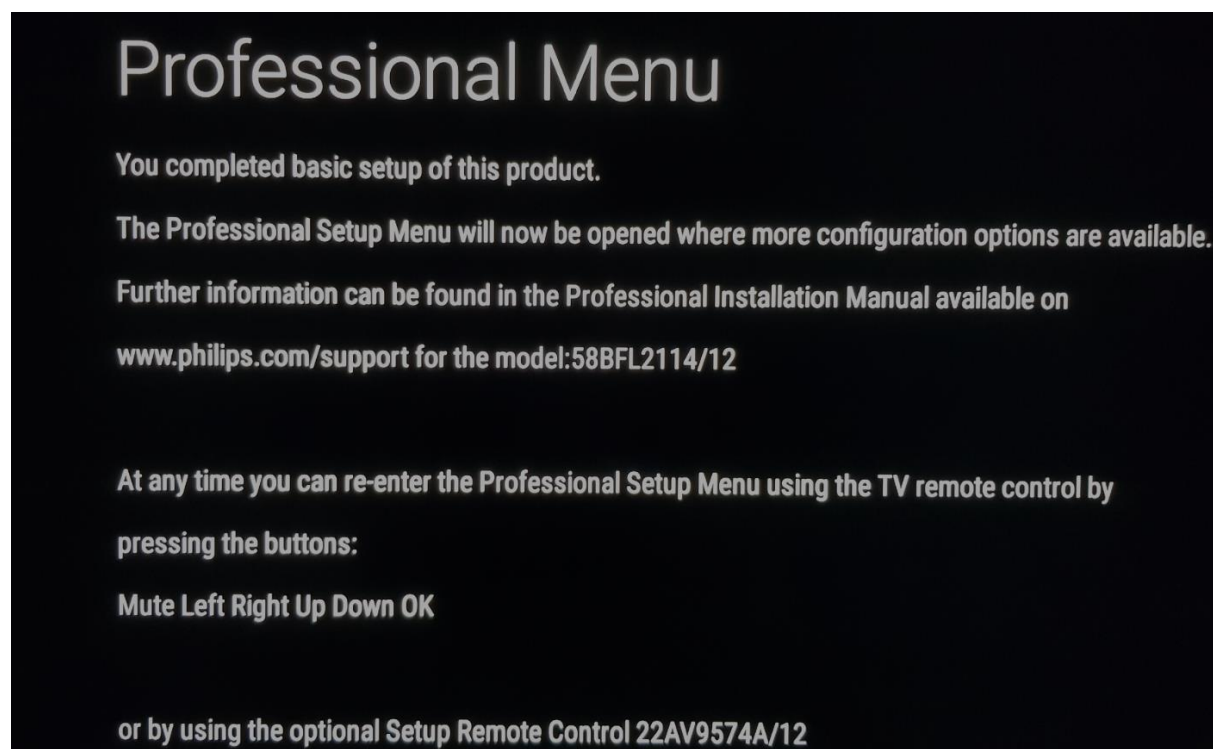 Professional Menu
You completed basic setup of this product.
The Professional Setup Menu will now be opened where more configuration options are available.
Further information can be found in the Professional Installation Manual available on
www.philips.com/support for the model:58BFL2114/12
At any time you can re-enter the Professional Setup Menu using the TV remote control by
pressing the buttons:
Mute Left Right Up Down OK
or by using the optional Setup Remote Control 22AV9574A/12